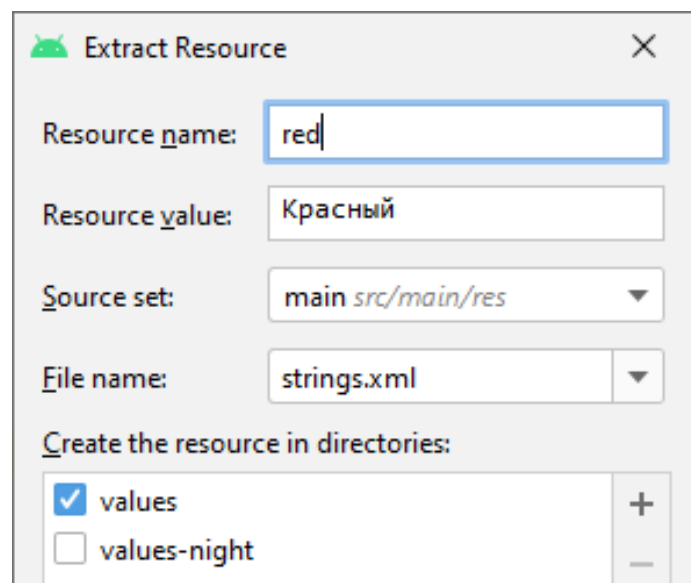 Extract Resource
Resource name: red
Resource value: Красный
Source set: main src/main/res
File name: strings.xml
Create the resource in directories:
values
values-night